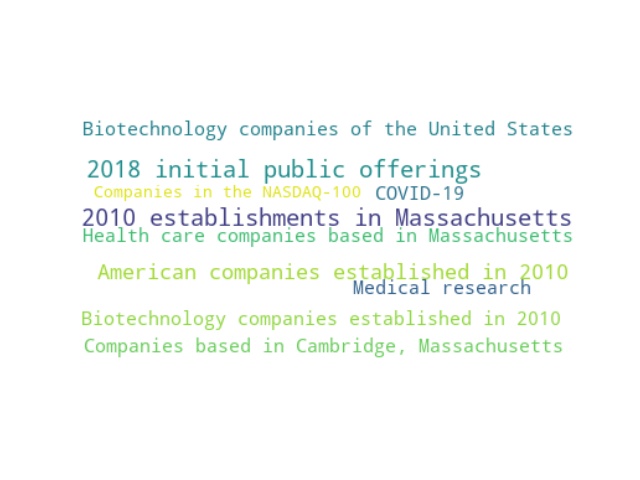 Biotechnology companies of the United States
2018 initial public offerings
Companies in the NASDAQ-100 COVID-19
2010 establishments in Massachusetts
Health care companies based in Massachusetts
American companies established in 2010
Medical research
Biotechnology companies established in 2010
Companies based in Cambridge, Massachusetts